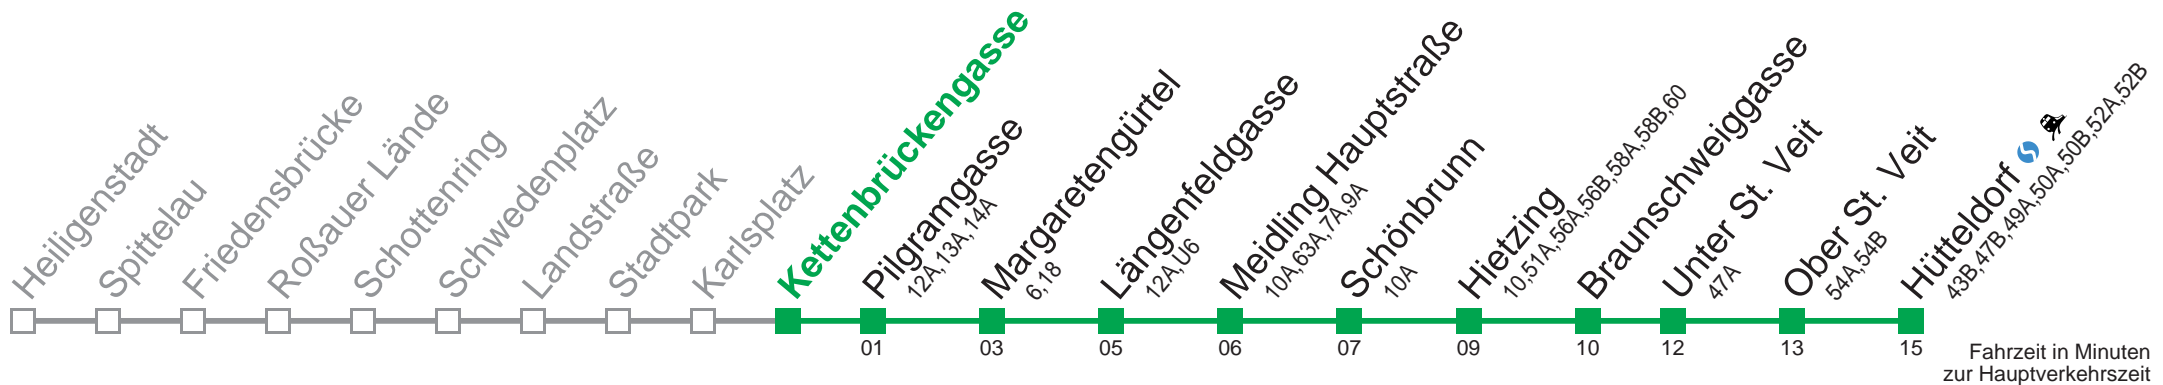 Heiligenstadt
Spittelau
Friedensbrücke
Roßauer Lände
Schottenring
Schwedenplatz
Landstraße
Stadtpark
Karlsplatz
Kettenbrückengasse
Pilgramgasse
12A,13A,14A
Margaretengürtel
6,18
Längenfeldgasse
12A,U6
Meidling Hauptstraße
10A,63A,7A,9A
Schönbrunn
10A
Hietzing
10,51A,56A,56B,58A,58B,60
Braunschweiggasse
Unter St. Veit
47A
Ober St. Veit
54A,54B
Hütteldorf
43B,47B,49A,50A,50B,52A,52B
01 03 05 06 07 09 10 12 13 15
Fahrzeit in Minuten
zur Hauptverkehrszeit